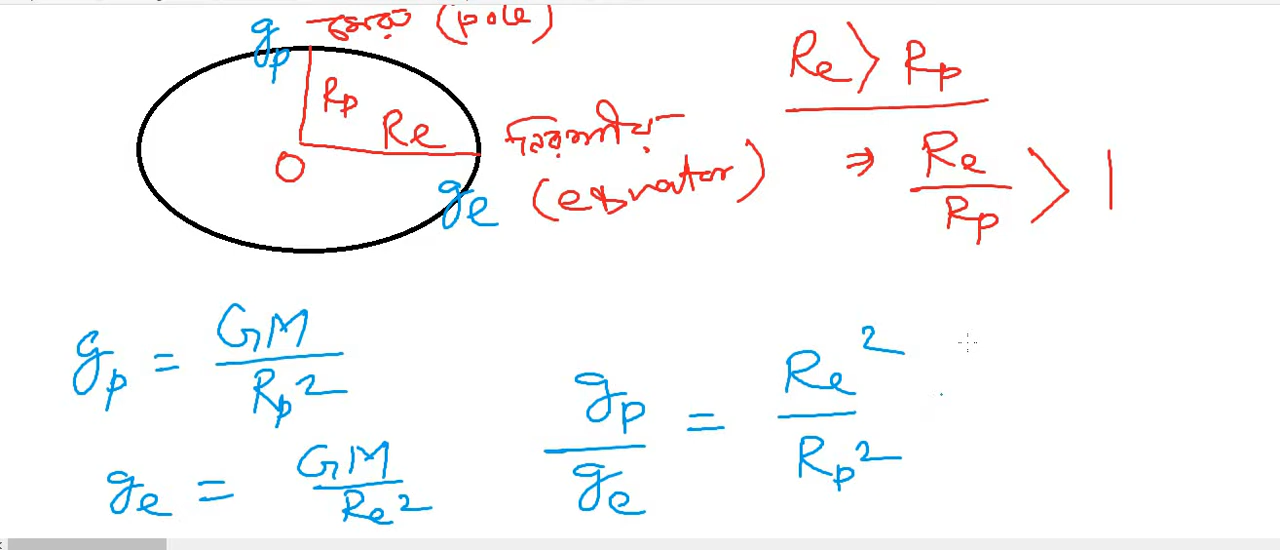 gp
মেরু (pole)
Rp
Re
O
ge
(equator)
Re > Rp
⇒ Re/Rp > 1
gp = GM/Rp²
ge = GM/Re²
gp/ge = Re²/Rp²